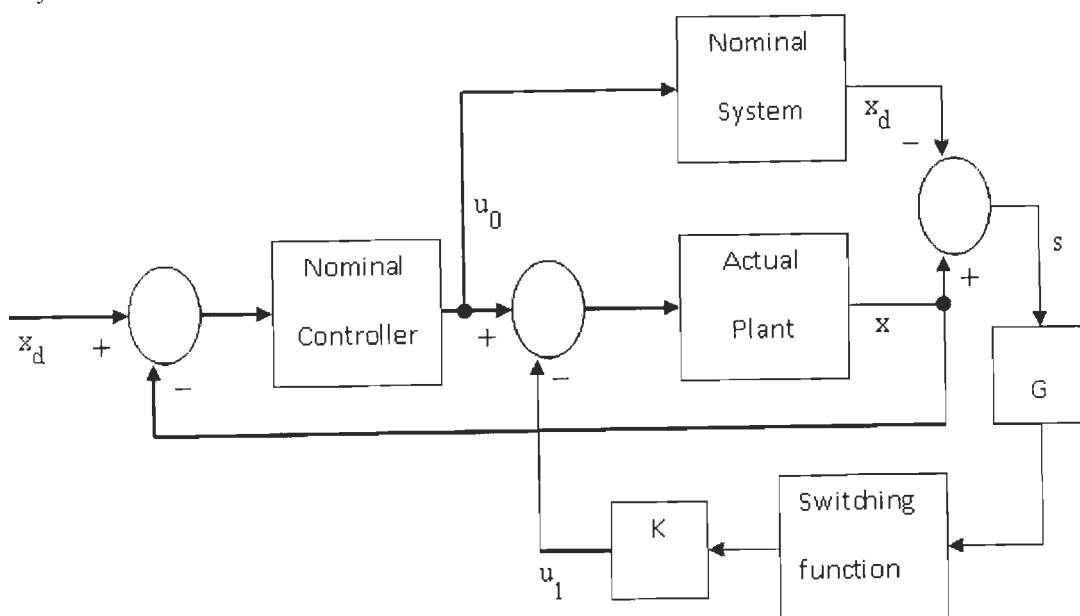 Nominal
System
x_d
−
u_0
s
Nominal
Controller
Actual
Plant
+
x_d
+
−
+
−
x
G
Switching
function
K
u_1